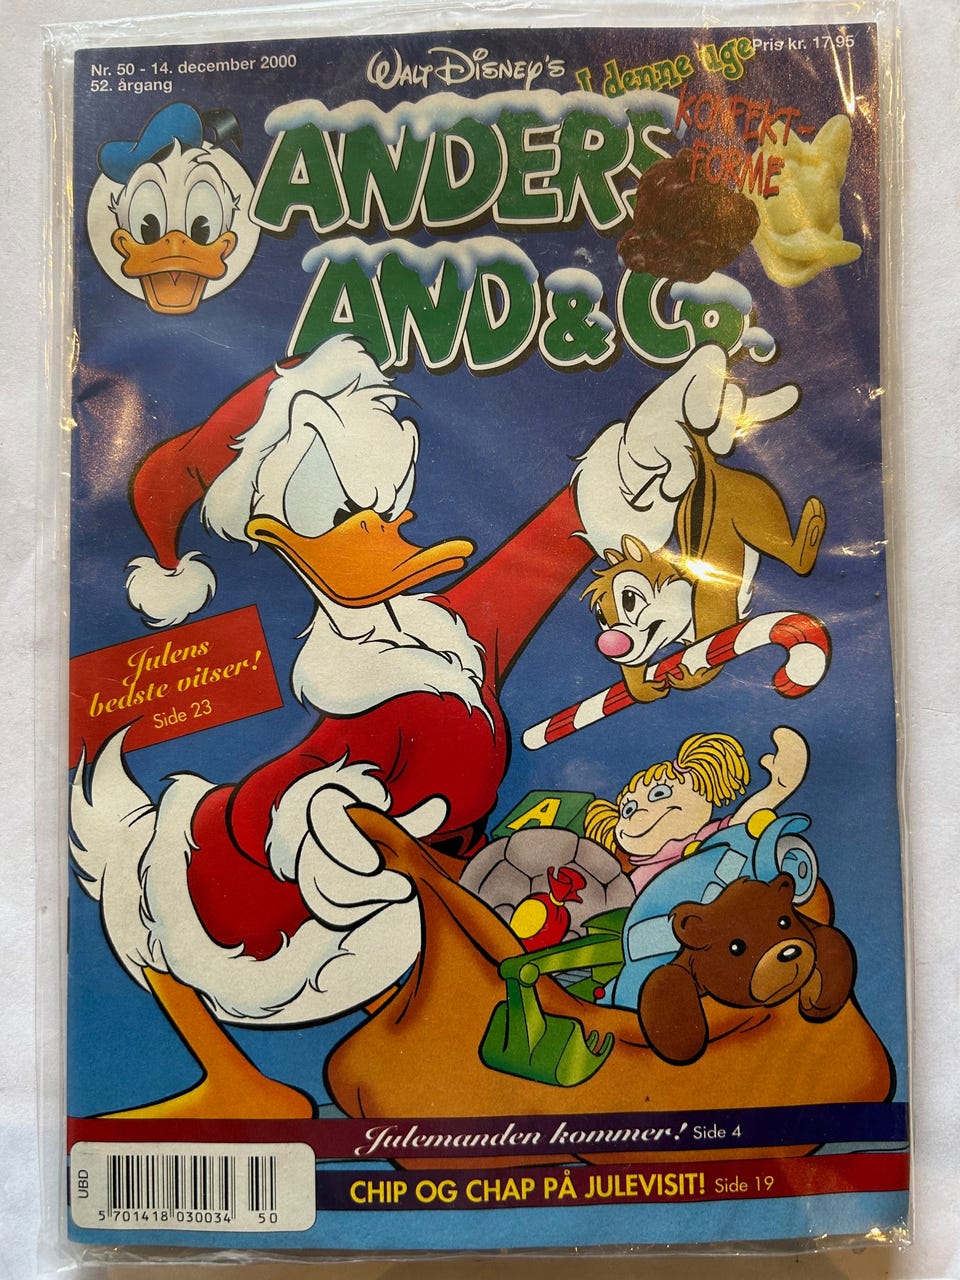 Nr. 50 - 14. december 2000
52. årgang
WALT DISNEY'S
I denne uge
Pris kr. 17,95
KONFEKT-
FORME
ANDERS
AND & Co.
Julens
bedste vitser!
Side 23
A
Julemanden kommer! Side 4
CHIP OG CHAP PÅ JULEVISIT! Side 19
UBD
5 701418 030034 50